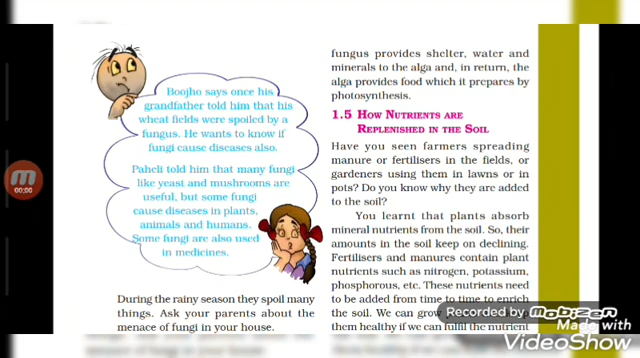 Boojho says once his
grandfather told him that his
wheat fields were spoiled by a
fungus. He wants to know if
fungi cause diseases also.
Paheli told him that many fungi
like yeast and mushrooms are
useful, but some fungi
cause diseases in plants,
animals and humans.
Some fungi are also used
in medicines.
During the rainy season they spoil many
things. Ask your parents about the
menace of fungi in your house.
fungus provides shelter, water and
minerals to the alga and, in return, the
alga provides food which it prepares by
photosynthesis.
1.5 HOW NUTRIENTS ARE
REPLENISHED IN THE SOIL
Have you seen farmers spreading
manure or fertilisers in the fields, or
gardeners using them in lawns or in
pots? Do you know why they are added
to the soil?
You learnt that plants absorb
mineral nutrients from the soil. So, their
amounts in the soil keep on declining.
Fertilisers and manures contain plant
nutrients such as nitrogen, potassium,
phosphorous, etc. These nutrients need
to be added from time to time to enrich
the soil. We can grow
them healthy if we can fulfil the nutrient
00:00
Recorded by Mobizen
Made with
VideoShow